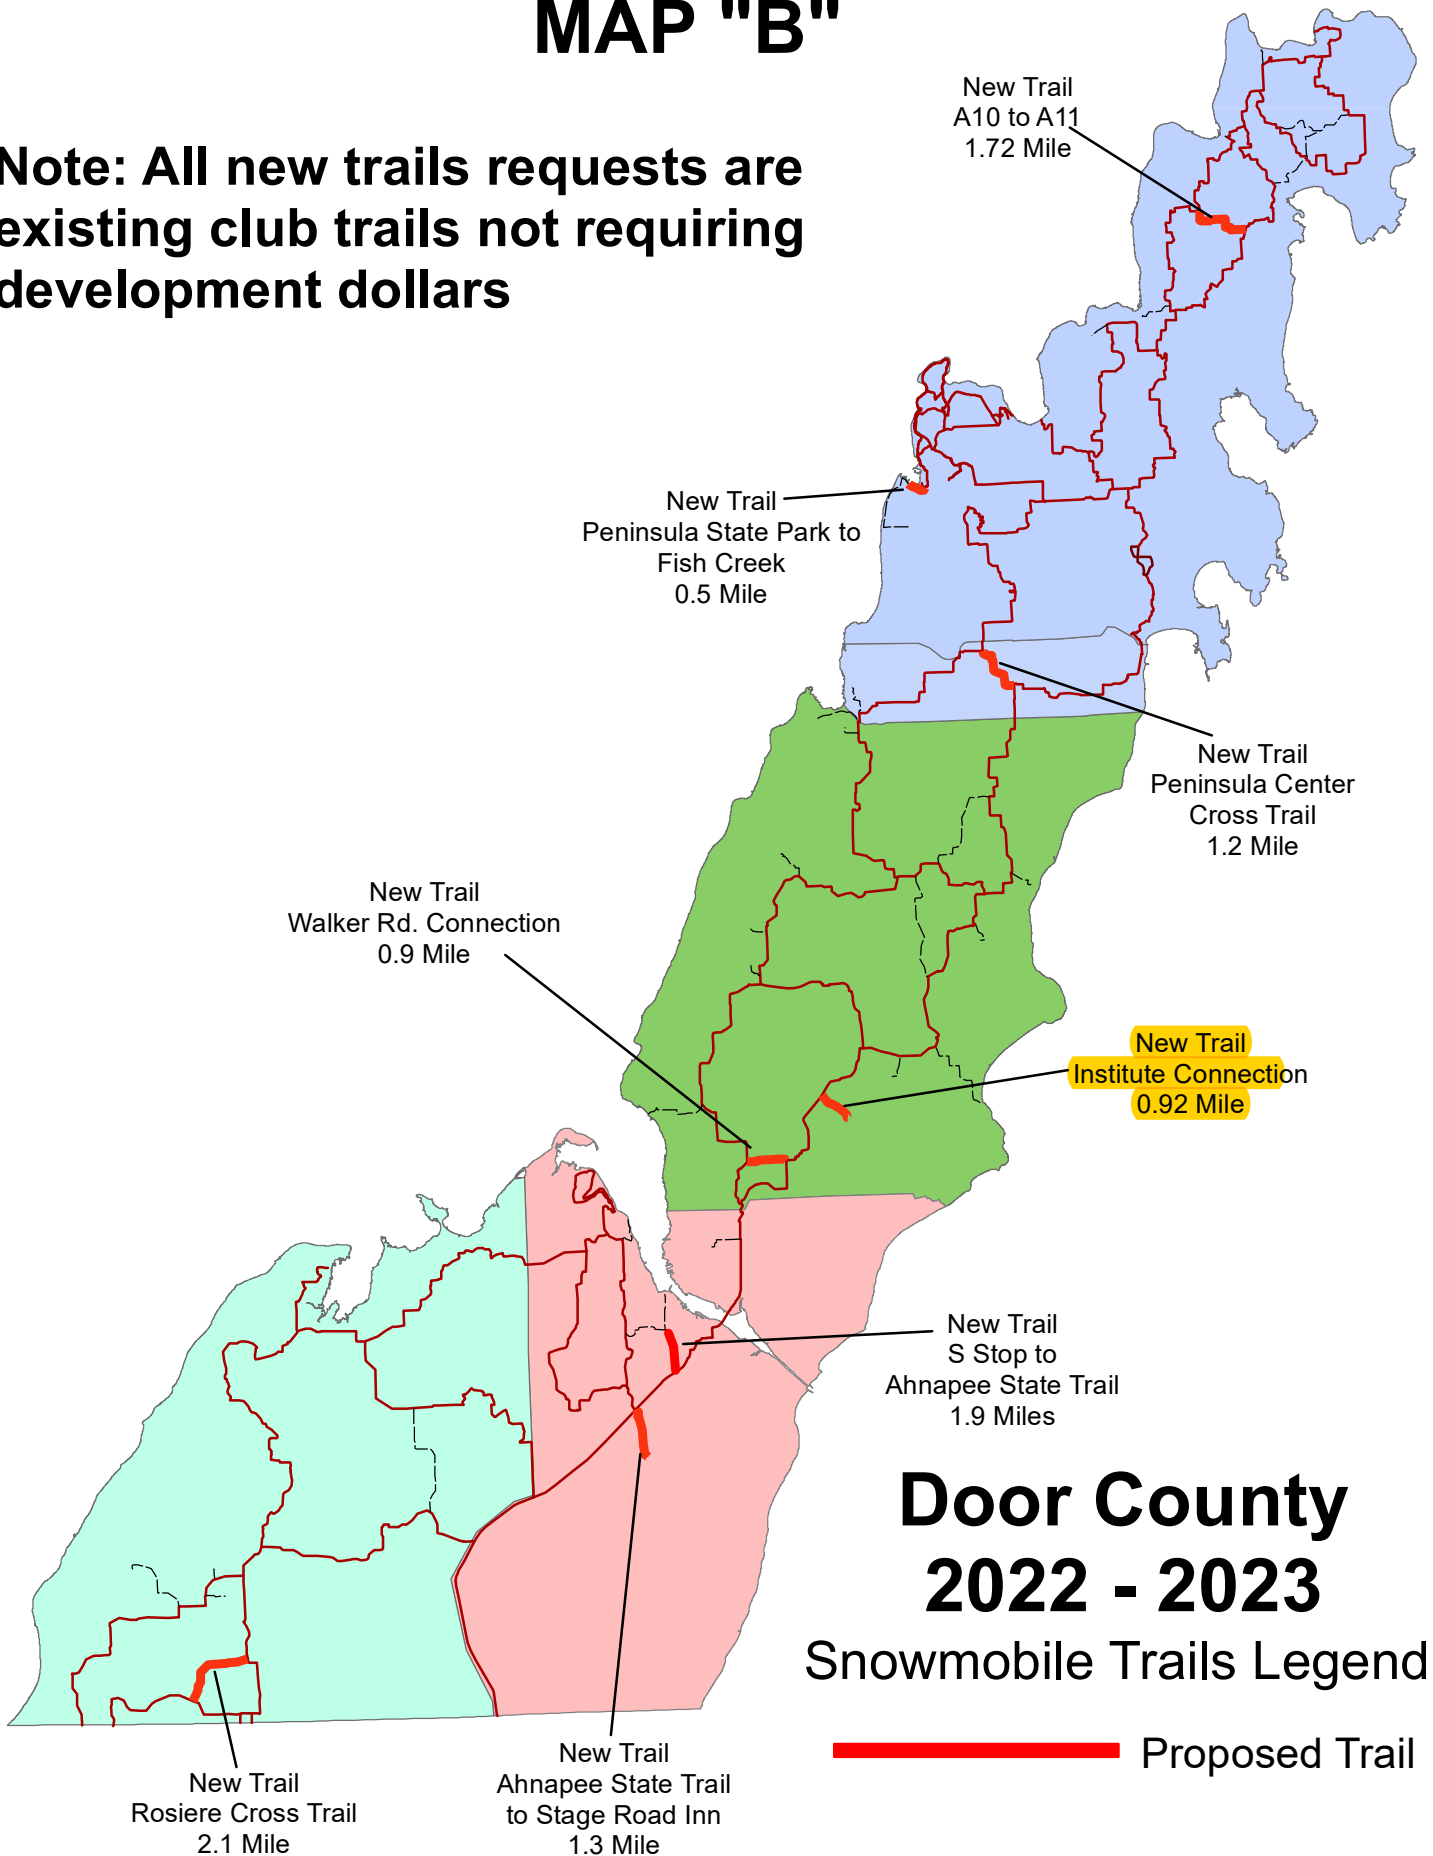 MAP "B"
Note: All new trails requests are
existing club trails not requiring
development dollars
New Trail
A10 to A11
1.72 Mile
New Trail
Peninsula State Park to
Fish Creek
0.5 Mile
New Trail
Peninsula Center
Cross Trail
1.2 Mile
New Trail
Walker Rd. Connection
0.9 Mile
New Trail
Institute Connection
0.92 Mile
New Trail
S Stop to
Ahnapee State Trail
1.9 Miles
Door County
2022 - 2023
Snowmobile Trails Legend
Proposed Trail
New Trail
Ahnapee State Trail
to Stage Road Inn
1.3 Mile
New Trail
Rosiere Cross Trail
2.1 Mile